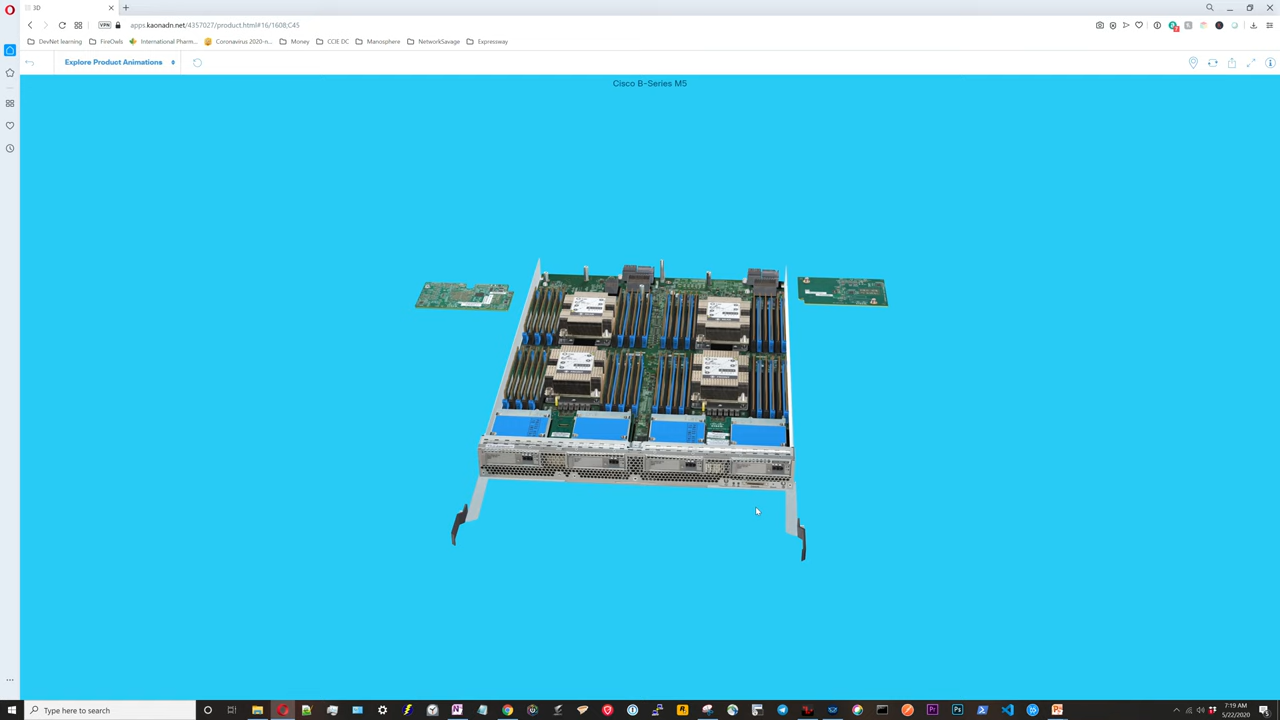 3D
apps.kaonadn.net/4357027/product.html#16/1608;C45
VPN
DevNet learning
FireOwls
International Pharm...
Coronavirus 2020-n...
Money
CCIE DC
Manosphere
NetworkSavage
Expressway
Explore Product Animations
Cisco B-Series M5
Type here to search
7:19 AM
5/22/2020